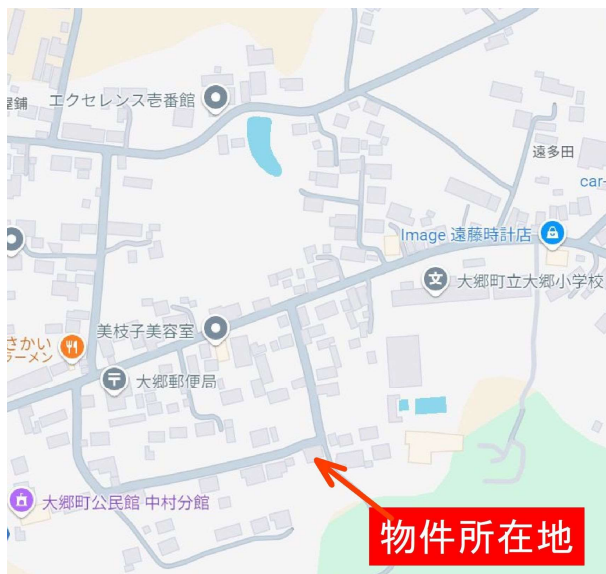 エクセレンス壱番館
屋鋪
遠多田
car-
Image 遠藤時計店
大郷町立大郷小学校
美枝子美容室
さかい
ラーメン
大郷郵便局
大郷町公民館 中村分館
物件所在地